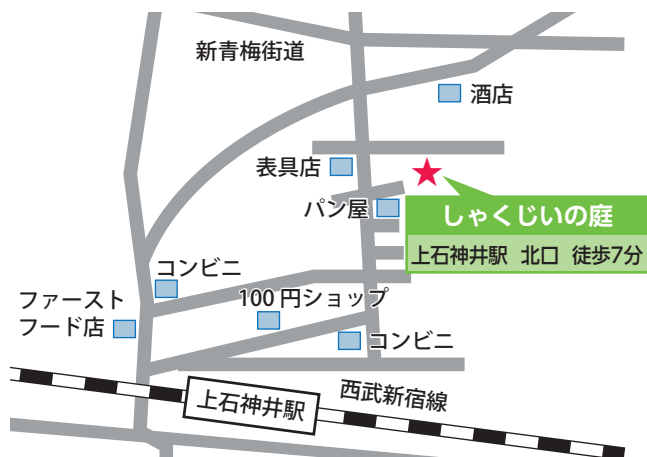 新青梅街道
酒店
表具店
パン屋
しゃくじいの庭
上石神井駅 北口 徒歩7分
コンビニ
ファースト
フード店
100円ショップ
コンビニ
西武新宿線
上石神井駅